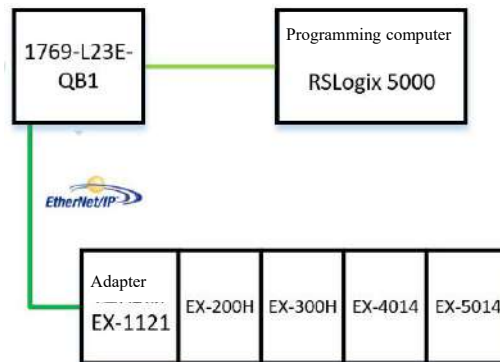 1769-L23E-
QB1
Programming computer
RSLogix 5000
EtherNet/IP
Adapter
EX-1121
EX-200H
EX-300H
EX-4014
EX-5014